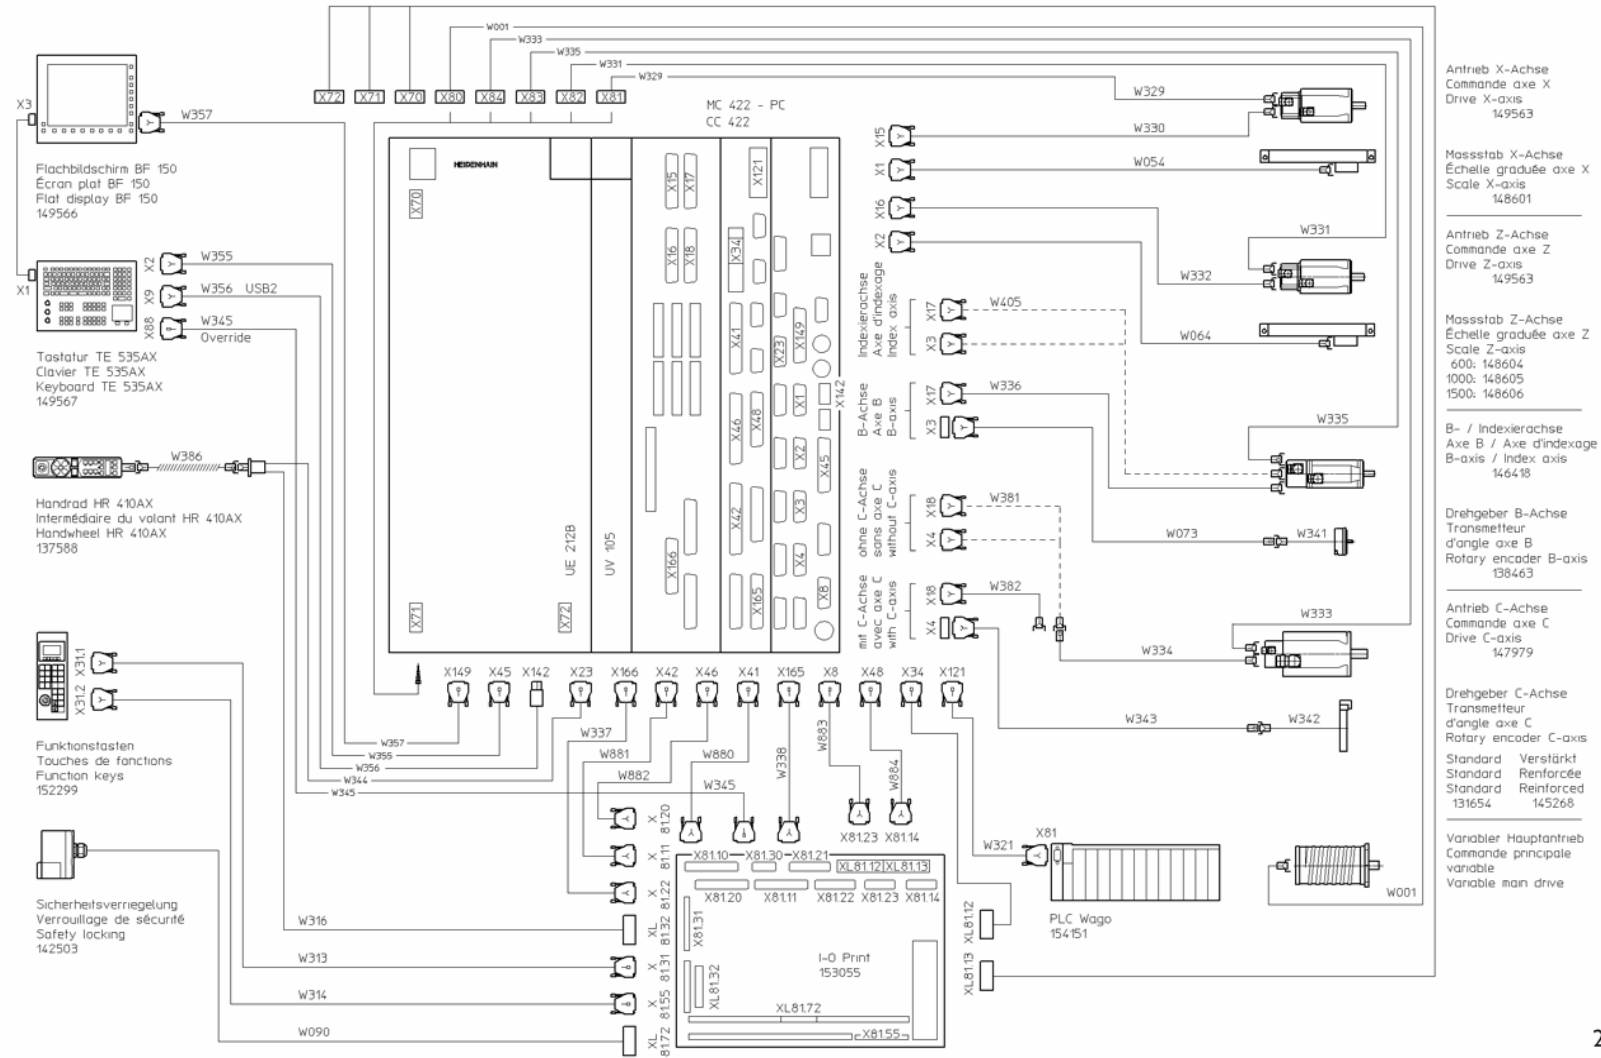 W001
W333
W335
W331
W329
X3
W357
X72
X71
X70
X80
X84
X83
X82
X81
MC 422 - PC
CC 422
Flachbildschirm BF 150
Écran plat BF 150
Flat display BF 150
149566
HEIDENHAIN
X70
X15
X17
X121
X16
X18
X34
X1
X2
W355
X9
W356 USB2
X88
W345
Override
Tastatur TE 535AX
Clavier TE 535AX
Keyboard TE 535AX
149567
X41
X23
X149
X142
X46
X48
X1
X2
X45
X42
X3
X166
X4
X165
X8
UE 212B
UV 105
X71
X72
W386
Handrad HR 410AX
Intermédiaire du volant HR 410AX
Handwheel HR 410AX
137588
X31.1
X31.2
Funktionstasten
Touches de fonctions
Function keys
152299
Sicherheitsverriegelung
Verrouillage de sécurité
Safety locking
142503
X15
W329
W330
X1
W054
X16
W331
X2
W332
W064
Indexierachse
Axe d'indexage
Index axis
X17
W405
X3
B-Achse
Axe B
B-axis
X17
W336
X3
W335
W073
W341
ohne C-Achse
sans axe C
without C-axis
X18
W381
X4
mit C-Achse
avec axe C
with C-axis
X18
W382
X4
W333
W334
W343
W342
Antrieb X-Achse
Commande axe X
Drive X-axis
149563
Massstab X-Achse
Échelle graduée axe X
Scale X-axis
148601
Antrieb Z-Achse
Commande axe Z
Drive Z-axis
149563
Massstab Z-Achse
Échelle graduée axe Z
Scale Z-axis
600: 148604
1000: 148605
1500: 148606
B- / Indexierachse
Axe B / Axe d'indexage
B-axis / Index axis
146418
Drehgeber B-Achse
Transmetteur
d'angle axe B
Rotary encoder B-axis
138463
Antrieb C-Achse
Commande axe C
Drive C-axis
147979
Drehgeber C-Achse
Transmetteur
d'angle axe C
Rotary encoder C-axis
Standard Verstärkt
Standard Renforcée
Standard Reinforced
131654 145268
Variabler Hauptantrieb
Commande principale
variable
Variable main drive
W001
X149
X45
X142
X23
X166
X42
X46
X41
X165
X8
X48
X34
X121
W357
W355
W356
W344
W345
W337
W881
W882
W880
W345
W338
W883
W884
X81.23
X81.14
X
81.20
X
81.11
X
81.22
XL
81.32
X
81.31
X
81.55
XL
81.72
W316
W313
W314
W090
X81.10
X81.30
X81.21
XL81.12
XL81.13
X81.20
X81.11
X81.22
X81.23
X81.14
X81.31
XL81.32
I-O Print
153055
XL81.72
X81.55
W321
X81
PLC Wago
154151
XL81.12
XL81.13
2